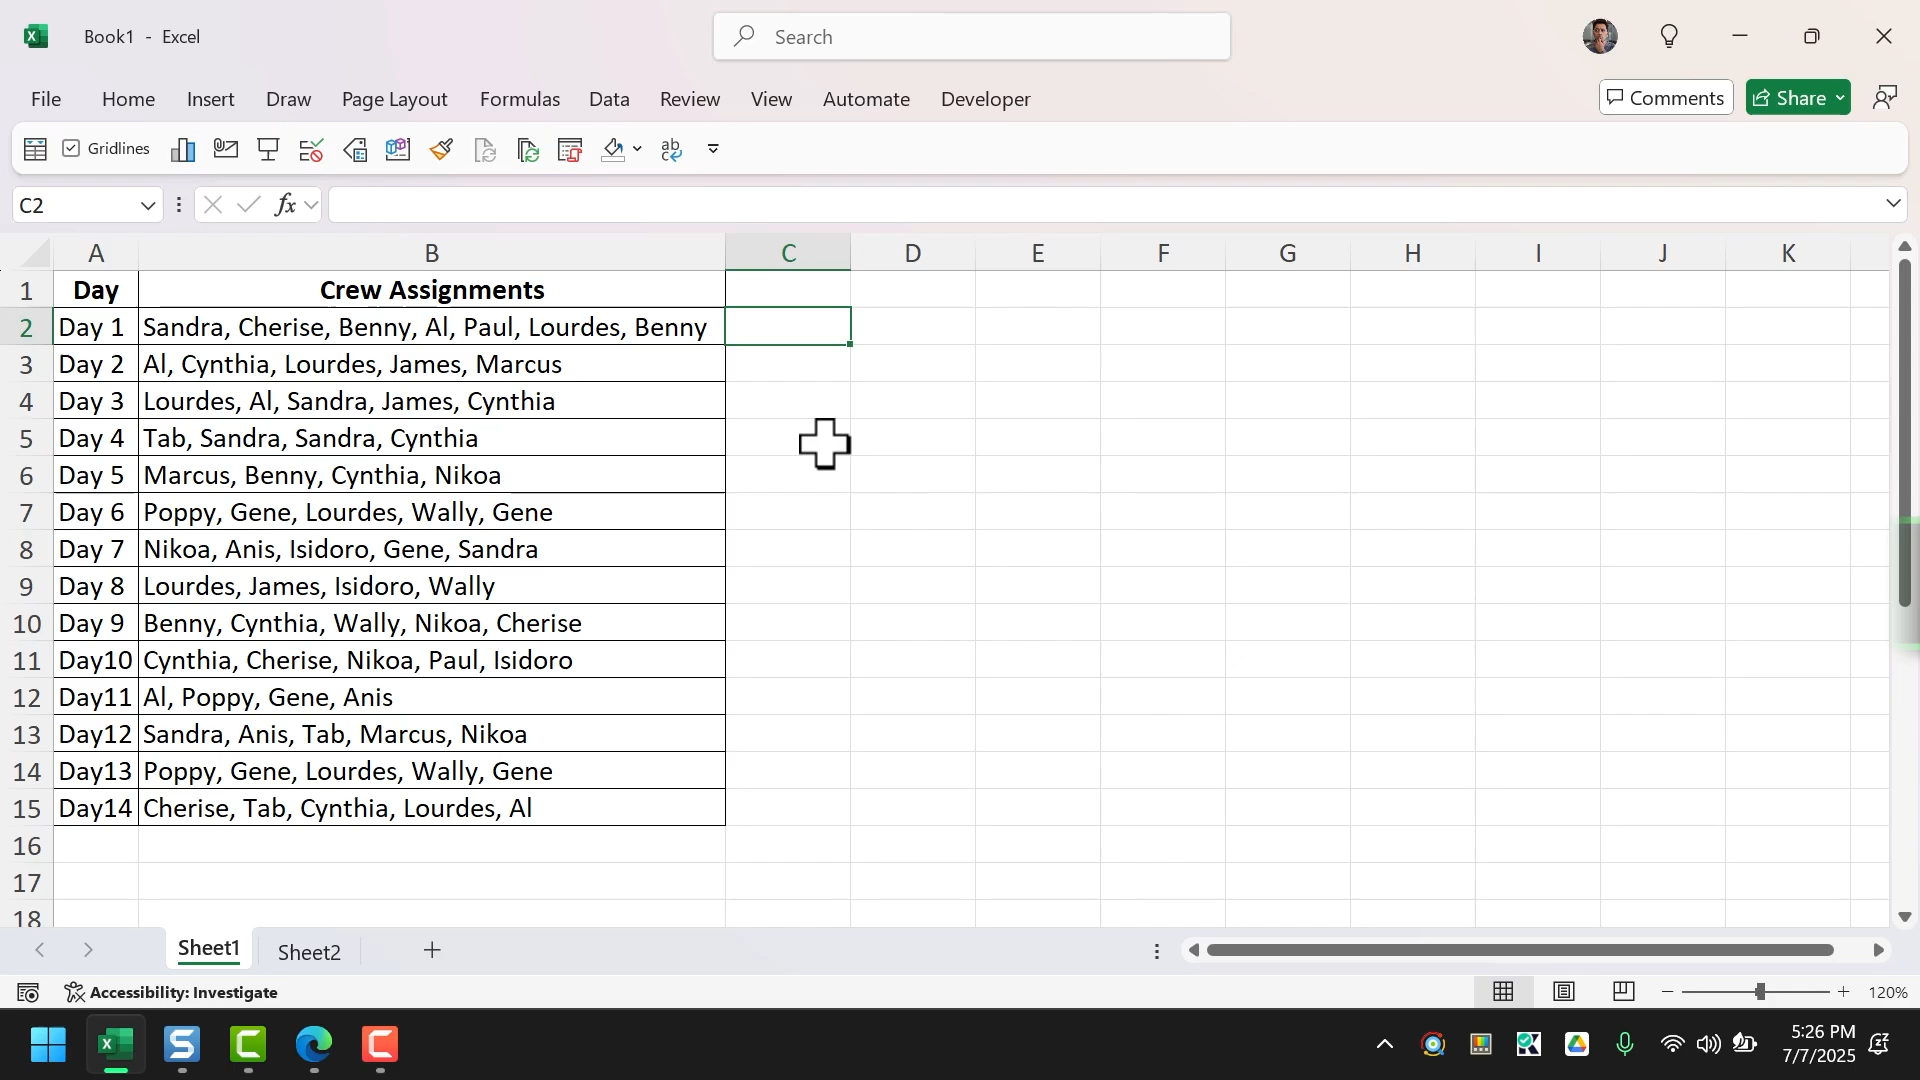 Book1 - Excel
Search
File Home Insert Draw Page Layout Formulas Data Review View Automate Developer
Comments Share
Gridlines
C2
fx
A B C D E F G H I J K
1 Day Crew Assignments
2 Day 1 Sandra, Cherise, Benny, Al, Paul, Lourdes, Benny
3 Day 2 Al, Cynthia, Lourdes, James, Marcus
4 Day 3 Lourdes, Al, Sandra, James, Cynthia
5 Day 4 Tab, Sandra, Sandra, Cynthia
6 Day 5 Marcus, Benny, Cynthia, Nikoa
7 Day 6 Poppy, Gene, Lourdes, Wally, Gene
8 Day 7 Nikoa, Anis, Isidoro, Gene, Sandra
9 Day 8 Lourdes, James, Isidoro, Wally
10 Day 9 Benny, Cynthia, Wally, Nikoa, Cherise
11 Day10 Cynthia, Cherise, Nikoa, Paul, Isidoro
12 Day11 Al, Poppy, Gene, Anis
13 Day12 Sandra, Anis, Tab, Marcus, Nikoa
14 Day13 Poppy, Gene, Lourdes, Wally, Gene
15 Day14 Cherise, Tab, Cynthia, Lourdes, Al
16
17
18
Sheet1 Sheet2
Accessibility: Investigate
120%
5:26 PM
7/7/2025